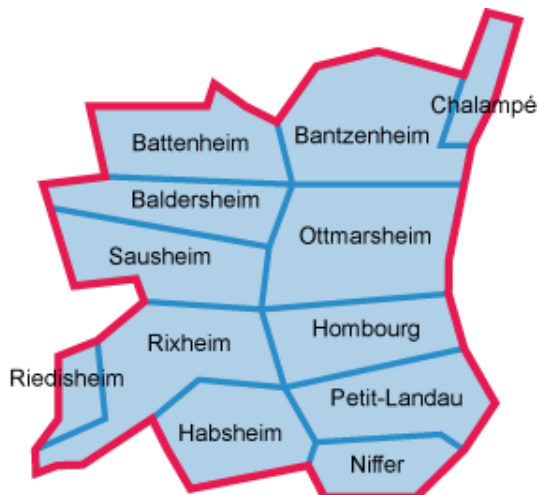 Chalampé
Battenheim
Bantzenheim
Baldersheim
Ottmarsheim
Sausheim
Hombourg
Rixheim
Riedisheim
Petit-Landau
Habsheim
Niffer